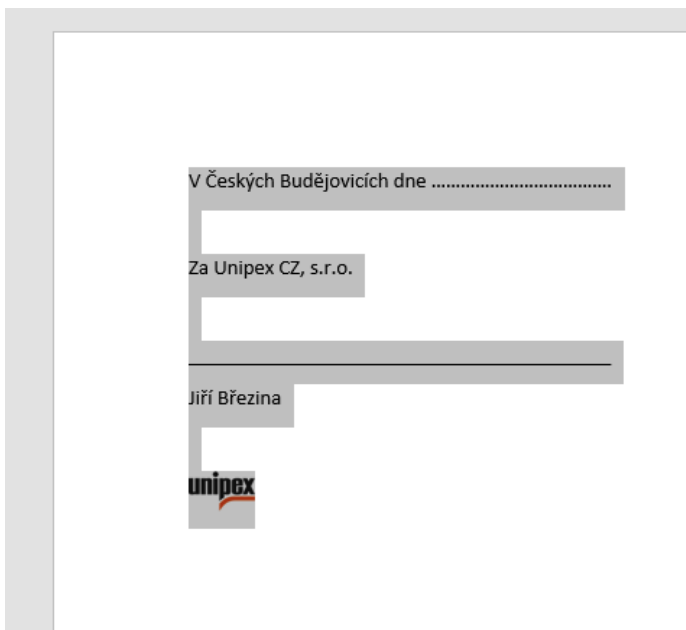 V Českých Budějovicích dne ......................................
Za Unipex CZ, s.r.o.
Jiří Březina
unipex